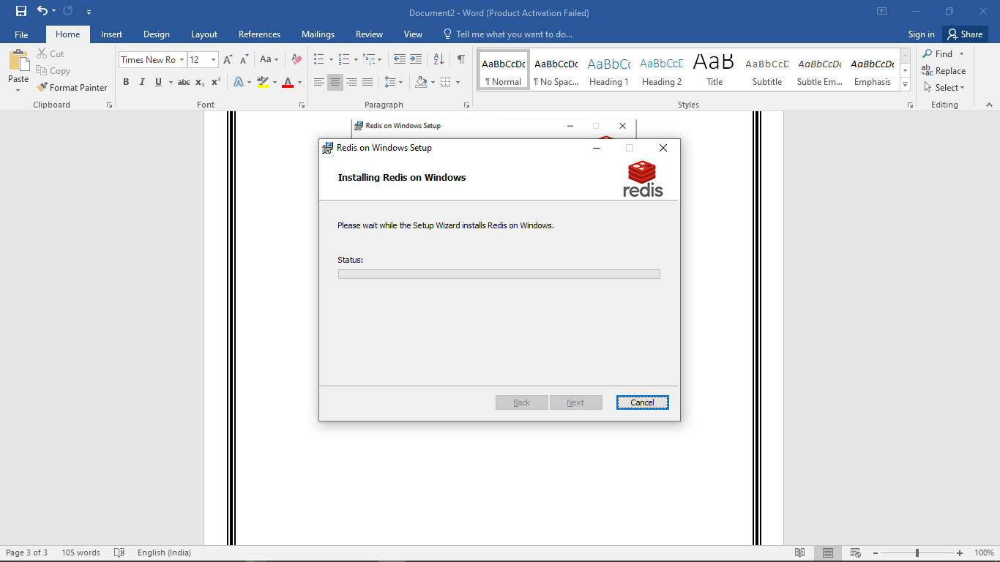 Document2 - Word (Product Activation Failed)
File Home Insert Design Layout References Mailings Review View Tell me what you want to do... Sign in Share
Paste
Cut
Copy
Format Painter
Clipboard
Times New Ro 12 Aa
B I U abc x₂ x² A ab A
Font
Paragraph
AaBbCcDc AaBbCcDc AaBbCc AaBbCcD AaB AaBbCcD AaBbCcDc AaBbCcDc
¶ Normal ¶ No Spac... Heading 1 Heading 2 Title Subtitle Subtle Em... Emphasis
Styles
Find
Replace
Select
Editing
Redis on Windows Setup
Redis on Windows Setup
Installing Redis on Windows
redis
Please wait while the Setup Wizard installs Redis on Windows.
Status:
Back Next Cancel
Page 3 of 3 105 words English (India) 100%